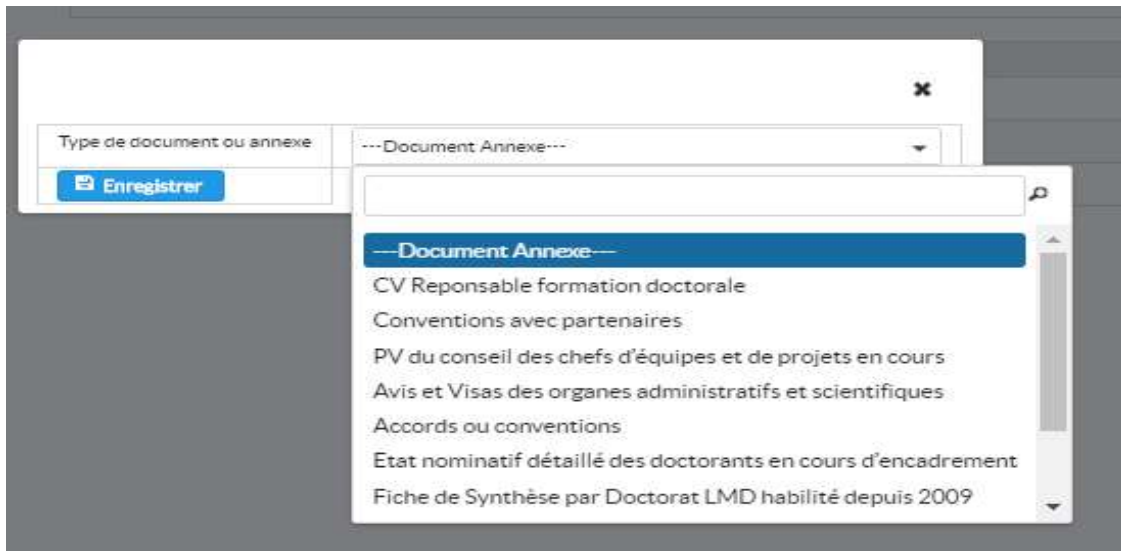 Type de document ou annexe
---Document Annexe---
Enregistrer
---Document Annexe---
CV Reponsable formation doctorale
Conventions avec partenaires
PV du conseil des chefs d'équipes et de projets en cours
Avis et Visas des organes administratifs et scientifiques
Accords ou conventions
Etat nominatif détaillé des doctorants en cours d'encadrement
Fiche de Synthèse par Doctorat LMD habilité depuis 2009